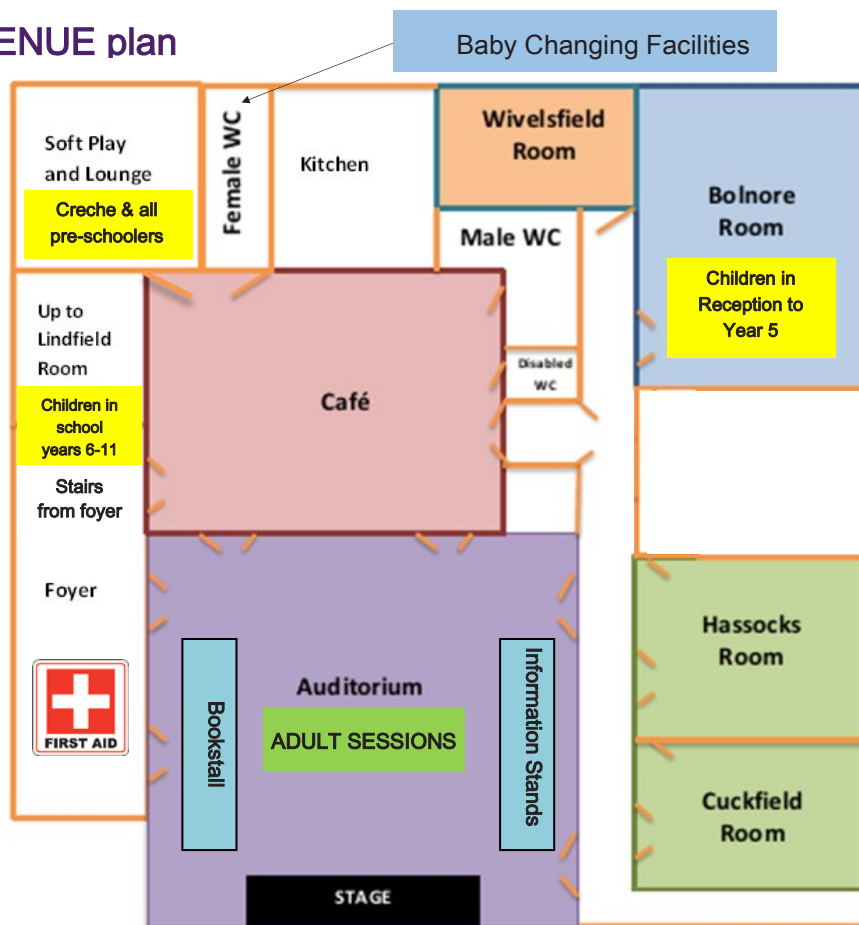 ENUE plan
Baby Changing Facilities
Soft Play
and Lounge
Creche & all
pre-schoolers
Female WC
Kitchen
Wivelsfield
Room
Male WC
Bolnore
Room
Children in
Reception to
Year 5
Up to
Lindfield
Room
Children in
school
years 6-11
Stairs
from foyer
Café
Disabled
WC
Foyer
FIRST AID
Bookstall
Auditorium
ADULT SESSIONS
Information Stands
STAGE
Hassocks
Room
Cuckfield
Room